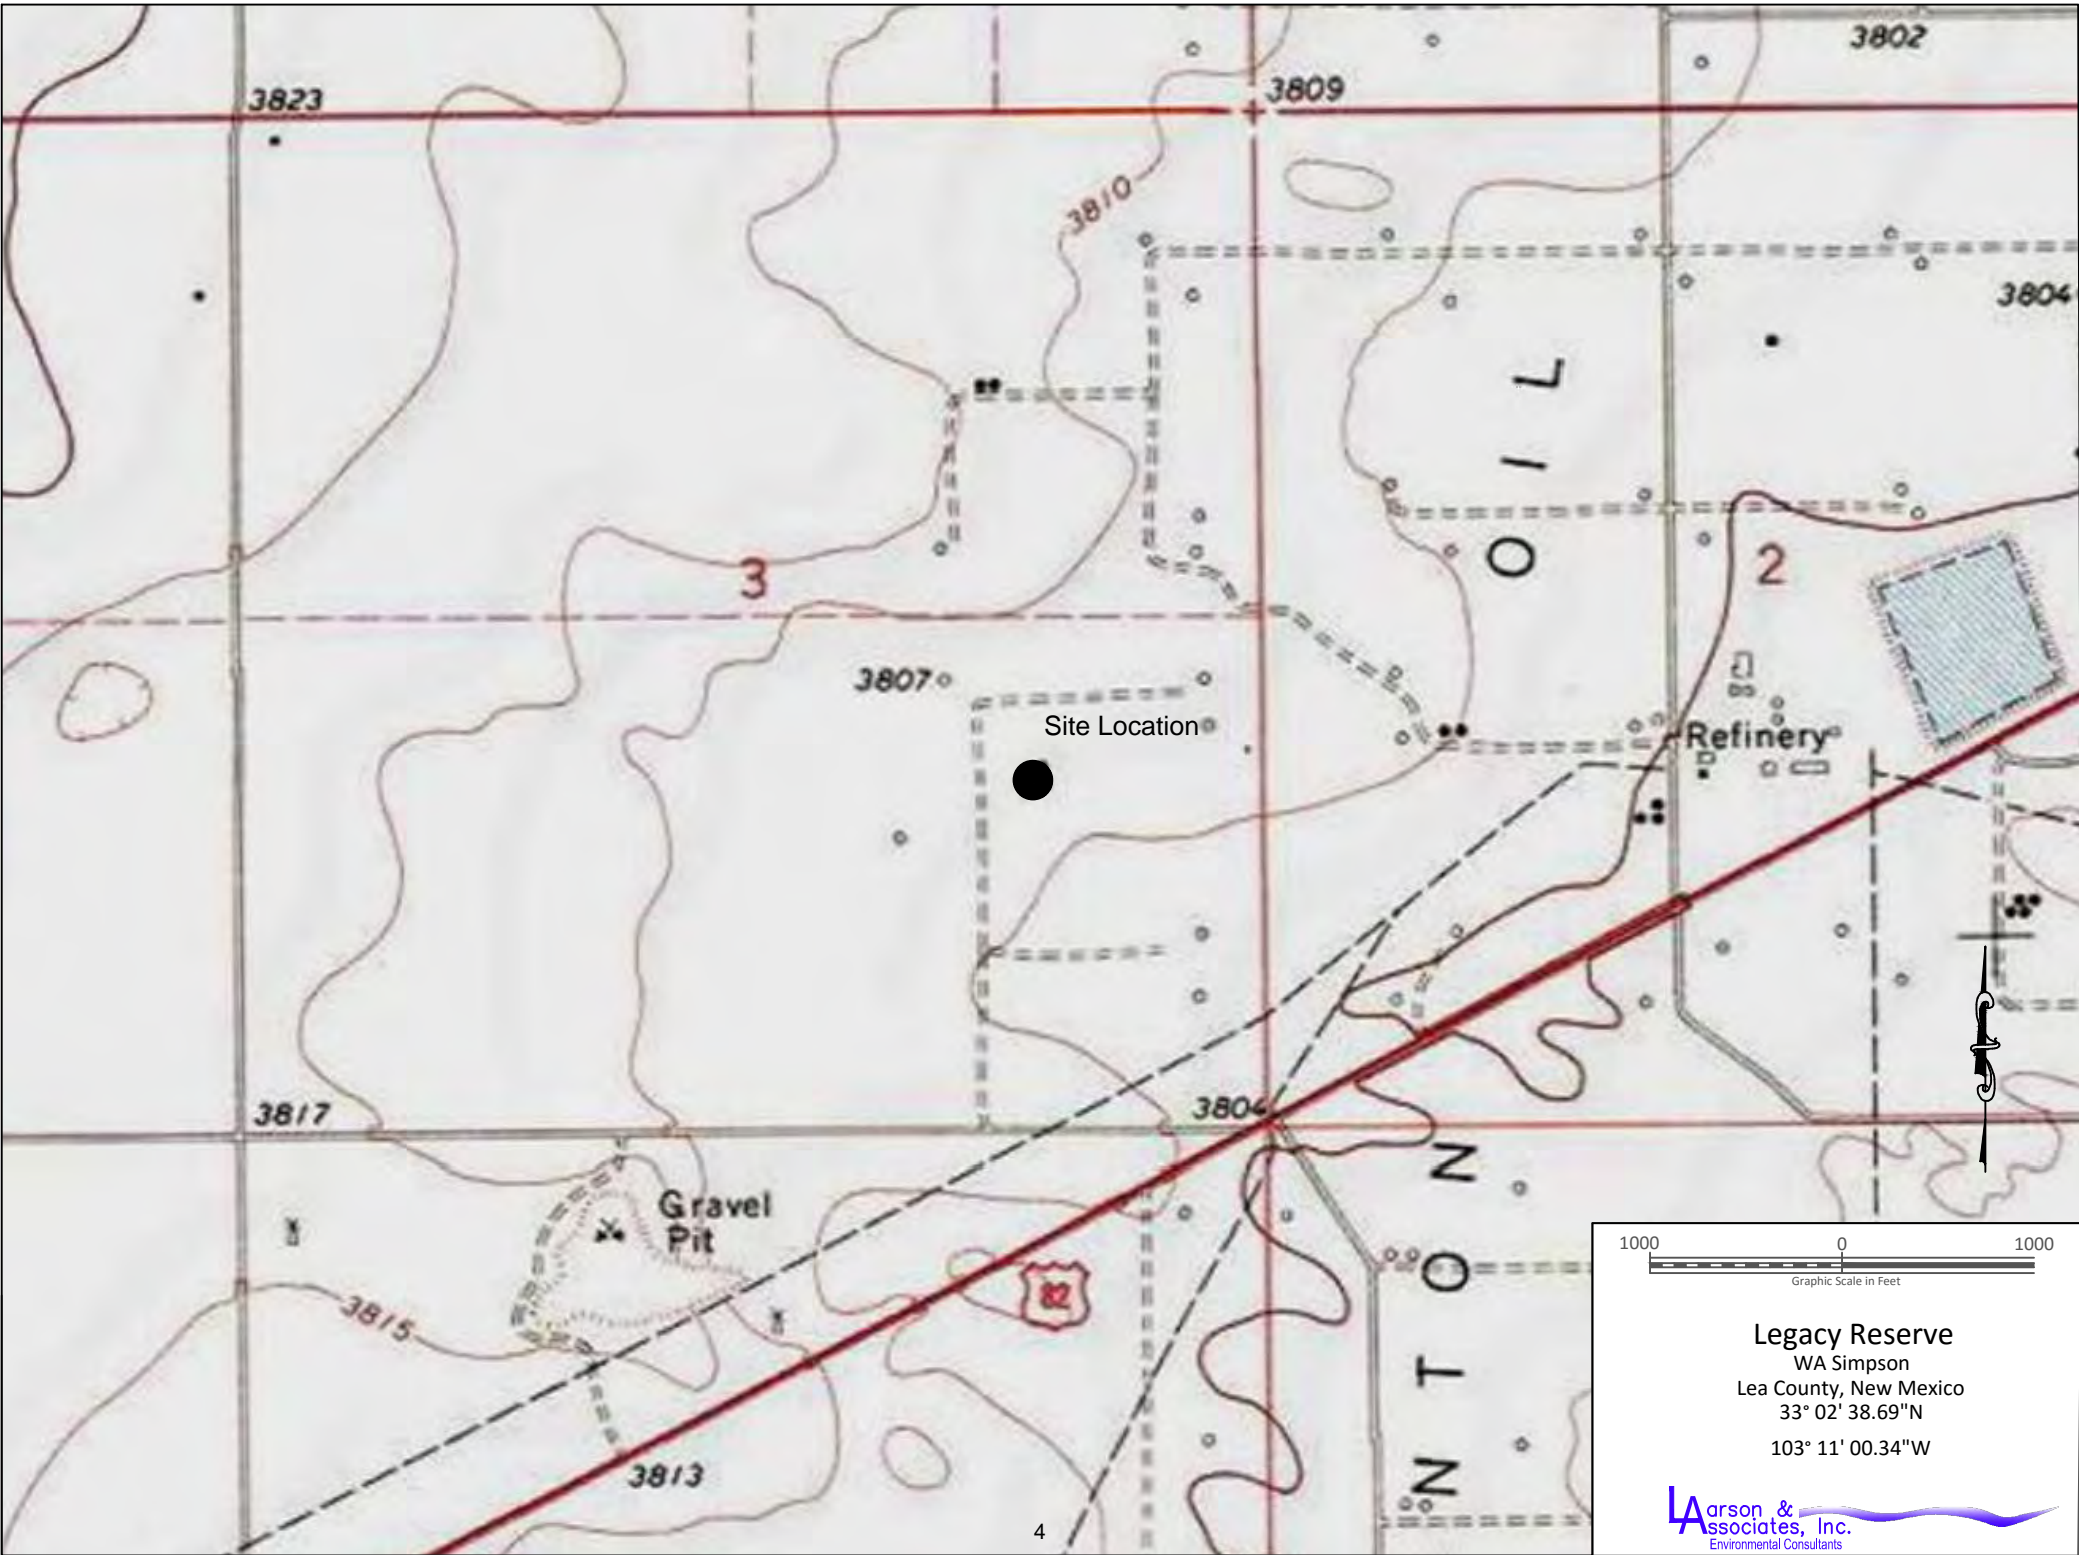 3802
3823
3809
3810
3804
OIL
3
2
3807
Site Location
Refinery
3817
3804
Gravel
Pit
82
3815
NTON
3813
4
1000 0 1000
Graphic Scale in Feet
Legacy Reserve
WA Simpson
Lea County, New Mexico
33° 02' 38.69"N
103° 11' 00.34"W
Larson &
Associates, Inc.
Environmental Consultants